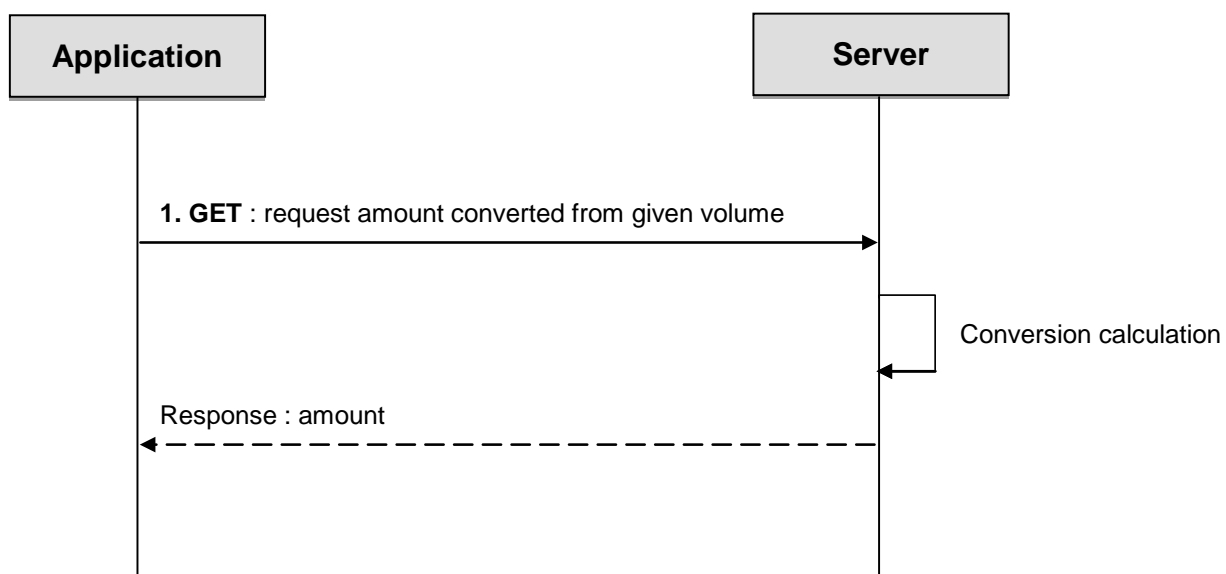 Application
Server
1. GET : request amount converted from given volume
Conversion calculation
Response : amount